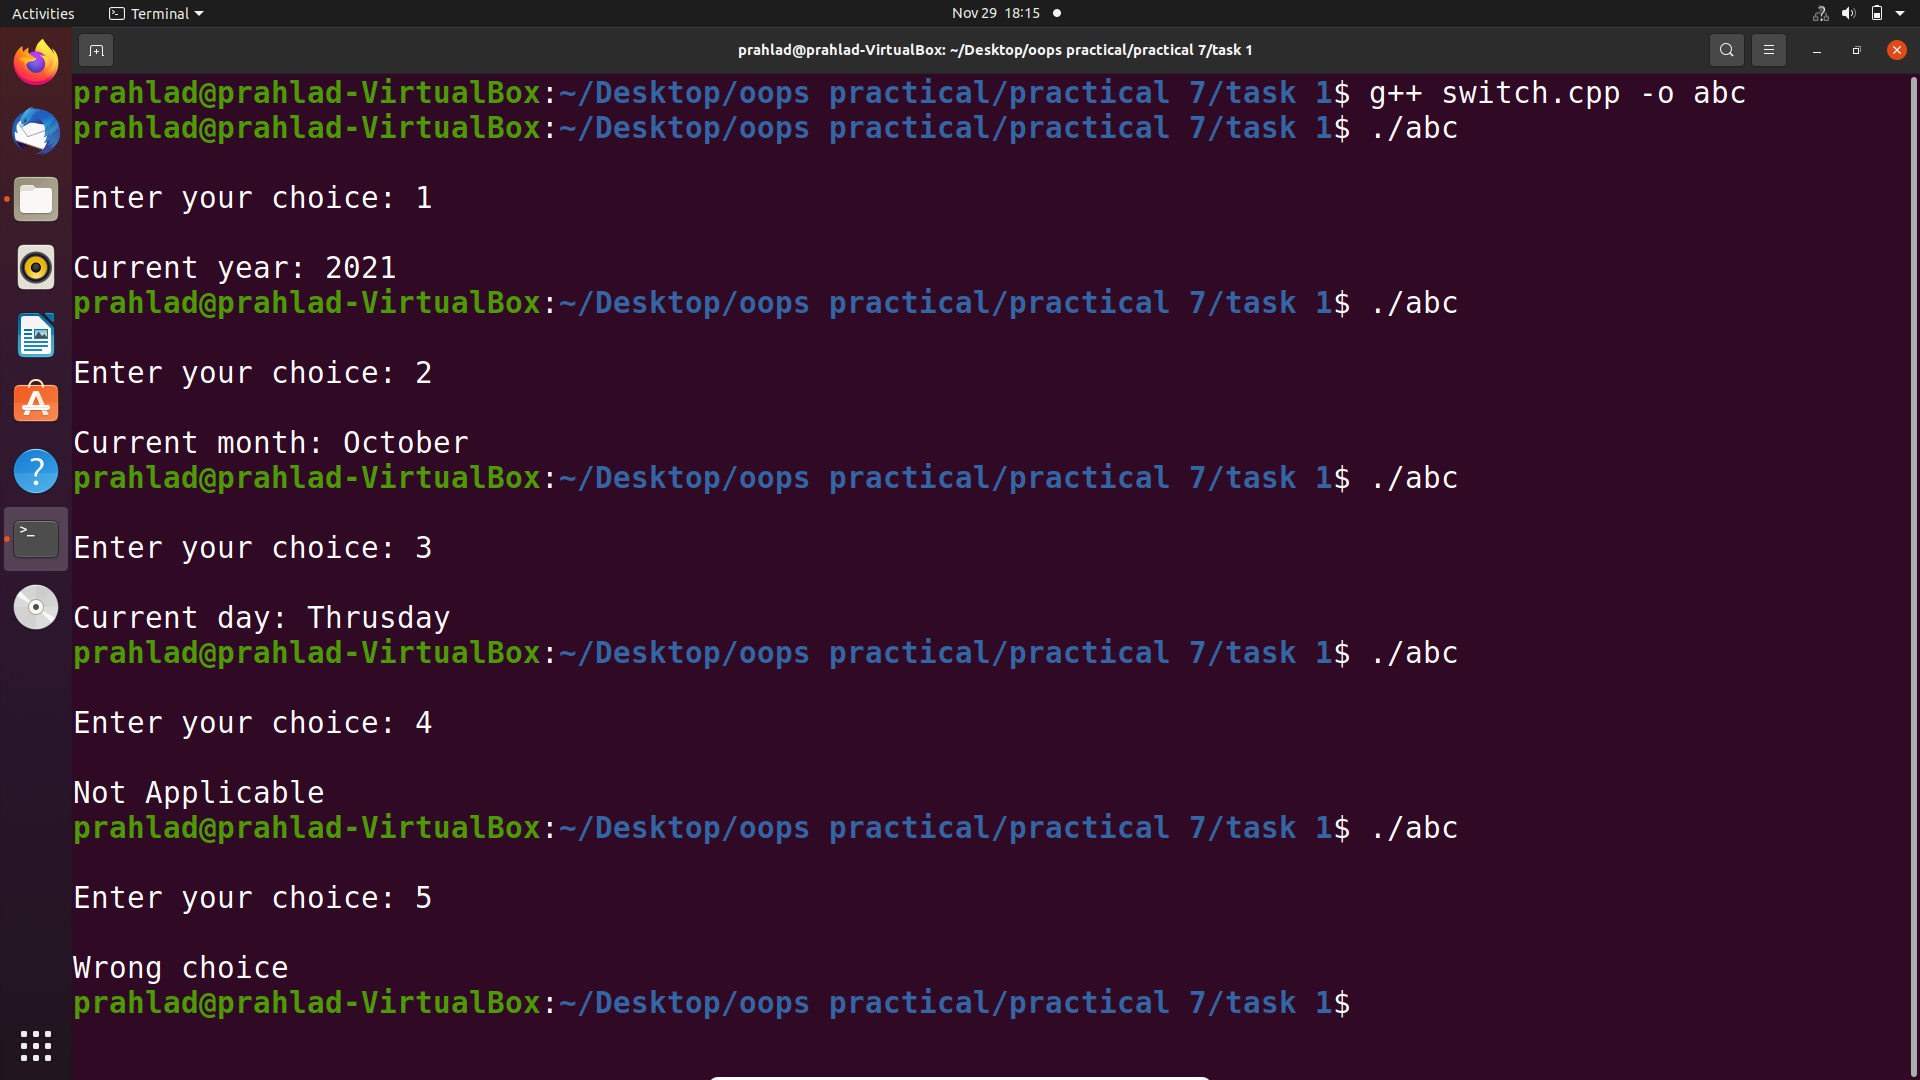 Activities Terminal Nov 29 18:15
prahlad@prahlad-VirtualBox: ~/Desktop/oops practical/practical 7/task 1
prahlad@prahlad-VirtualBox:~/Desktop/oops practical/practical 7/task 1$ g++ switch.cpp -o abc
prahlad@prahlad-VirtualBox:~/Desktop/oops practical/practical 7/task 1$ ./abc
Enter your choice: 1
Current year: 2021
prahlad@prahlad-VirtualBox:~/Desktop/oops practical/practical 7/task 1$ ./abc
Enter your choice: 2
Current month: October
prahlad@prahlad-VirtualBox:~/Desktop/oops practical/practical 7/task 1$ ./abc
Enter your choice: 3
Current day: Thrusday
prahlad@prahlad-VirtualBox:~/Desktop/oops practical/practical 7/task 1$ ./abc
Enter your choice: 4
Not Applicable
prahlad@prahlad-VirtualBox:~/Desktop/oops practical/practical 7/task 1$ ./abc
Enter your choice: 5
Wrong choice
prahlad@prahlad-VirtualBox:~/Desktop/oops practical/practical 7/task 1$